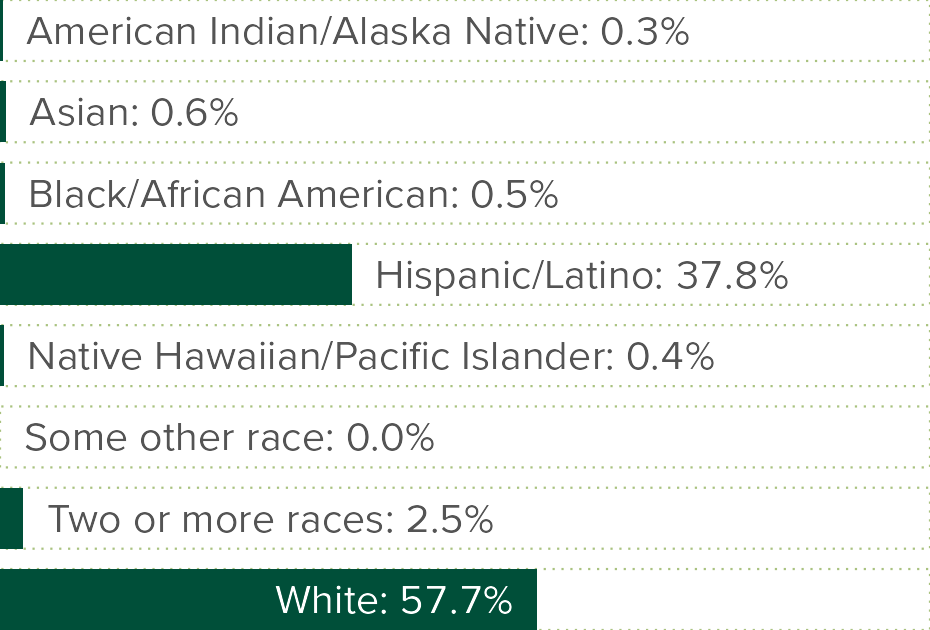 American Indian/Alaska Native: 0.3%
Asian: 0.6%
Black/African American: 0.5%
Hispanic/Latino: 37.8%
Native Hawaiian/Pacific Islander: 0.4%
Some other race: 0.0%
Two or more races: 2.5%
White: 57.7%